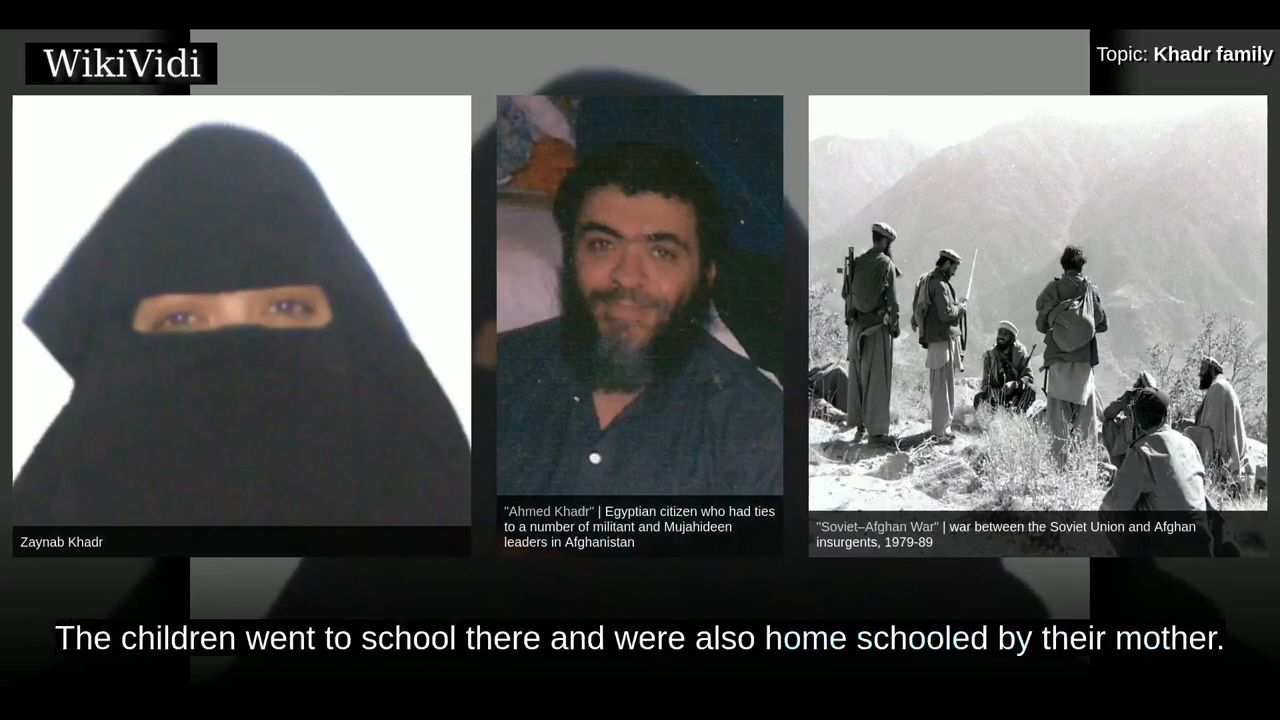 WikiVidi
Topic: Khadr family
Zaynab Khadr
"Ahmed Khadr" | Egyptian citizen who had ties
to a number of militant and Mujahideen
leaders in Afghanistan
"Soviet–Afghan War" | war between the Soviet Union and Afghan
insurgents, 1979-89
The children went to school there and were also home schooled by their mother.